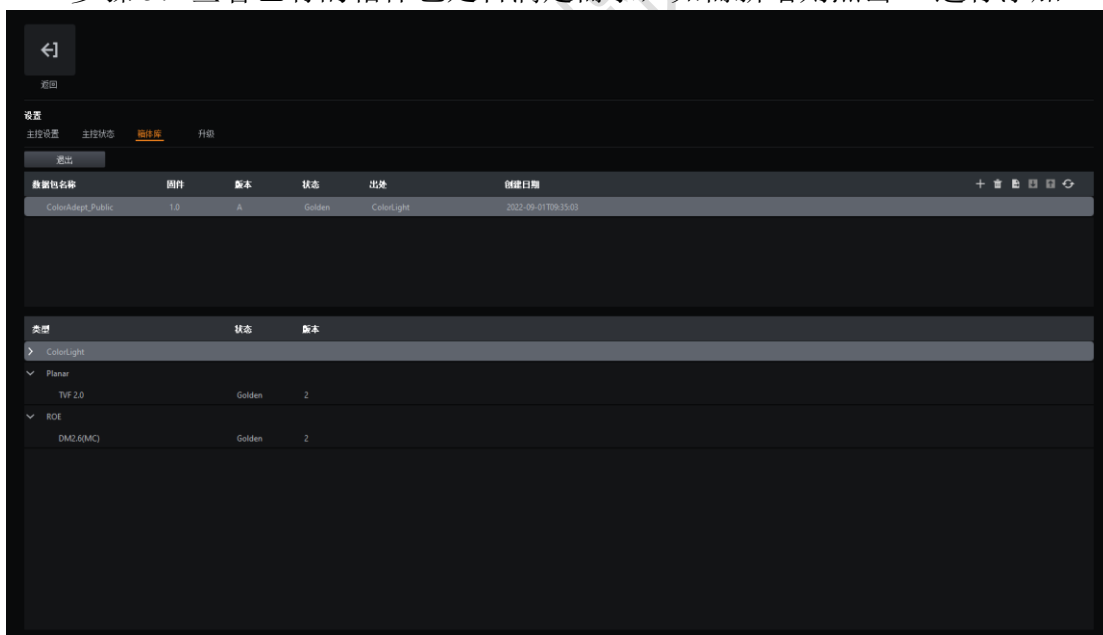 返回
设置
主控设置 主控状态 箱体库 升级
退出
数据包名称 固件 版本 状态 出处 创建日期
ColorAdept_Public 1.0 A Golden ColorLight 2022-09-01T09:35:03
类型 状态 版本
ColorLight
Planar
TVF 2.0 Golden 2
ROE
DM2.6(MC) Golden 2